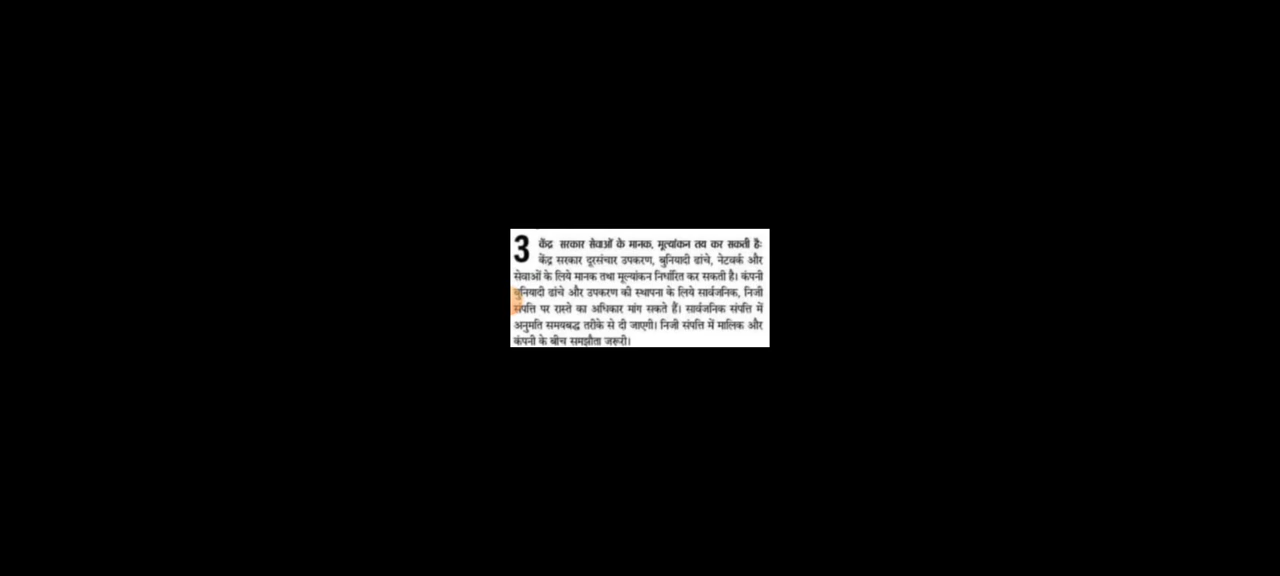 3 केंद्र सरकार सेवाओं के मानक, मूल्यांकन तय कर सकती हैः
केंद्र सरकार दूरसंचार उपकरण, बुनियादी ढांचे, नेटवर्क और
सेवाओं के लिये मानक तथा मूल्यांकन निर्धारित कर सकती है। कंपनी
बुनियादी ढांचे और उपकरण की स्थापना के लिये सार्वजनिक, निजी
संपत्ति पर रास्ते का अधिकार मांग सकते हैं। सार्वजनिक संपत्ति में
अनुमति समयबद्ध तरीके से दी जाएगी। निजी संपत्ति में मालिक और
कंपनी के बीच समझौता जरूरी।